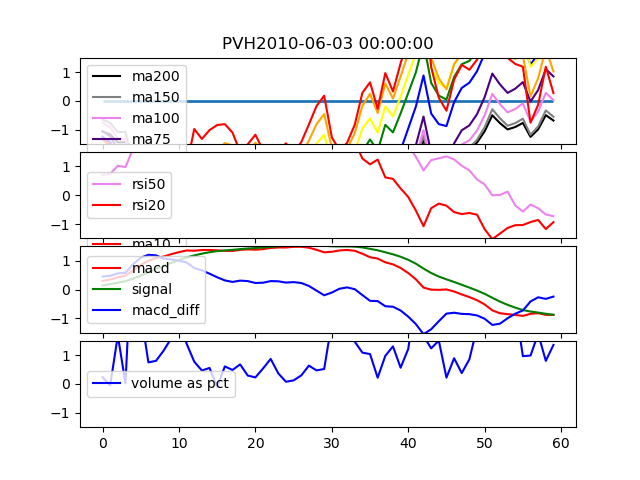 PVH2010-06-03 00:00:00
1
0
−1
ma200
ma150
ma100
ma75
1
0
−1
rsi50
rsi20
ma10
1
0
−1
macd
signal
macd_diff
1
0
−1
volume as pct
0 10 20 30 40 50 60